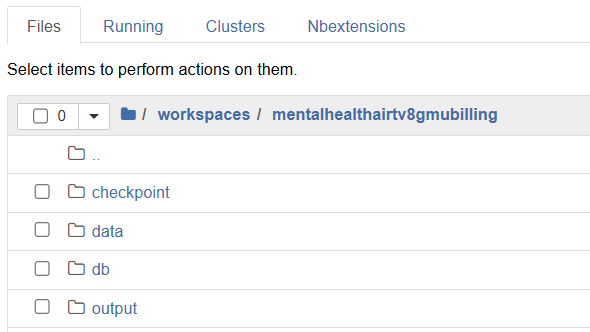 Files Running Clusters Nbextensions
Select items to perform actions on them.
0 / workspaces / mentalhealthairtv8gmubilling
..
checkpoint
data
db
output